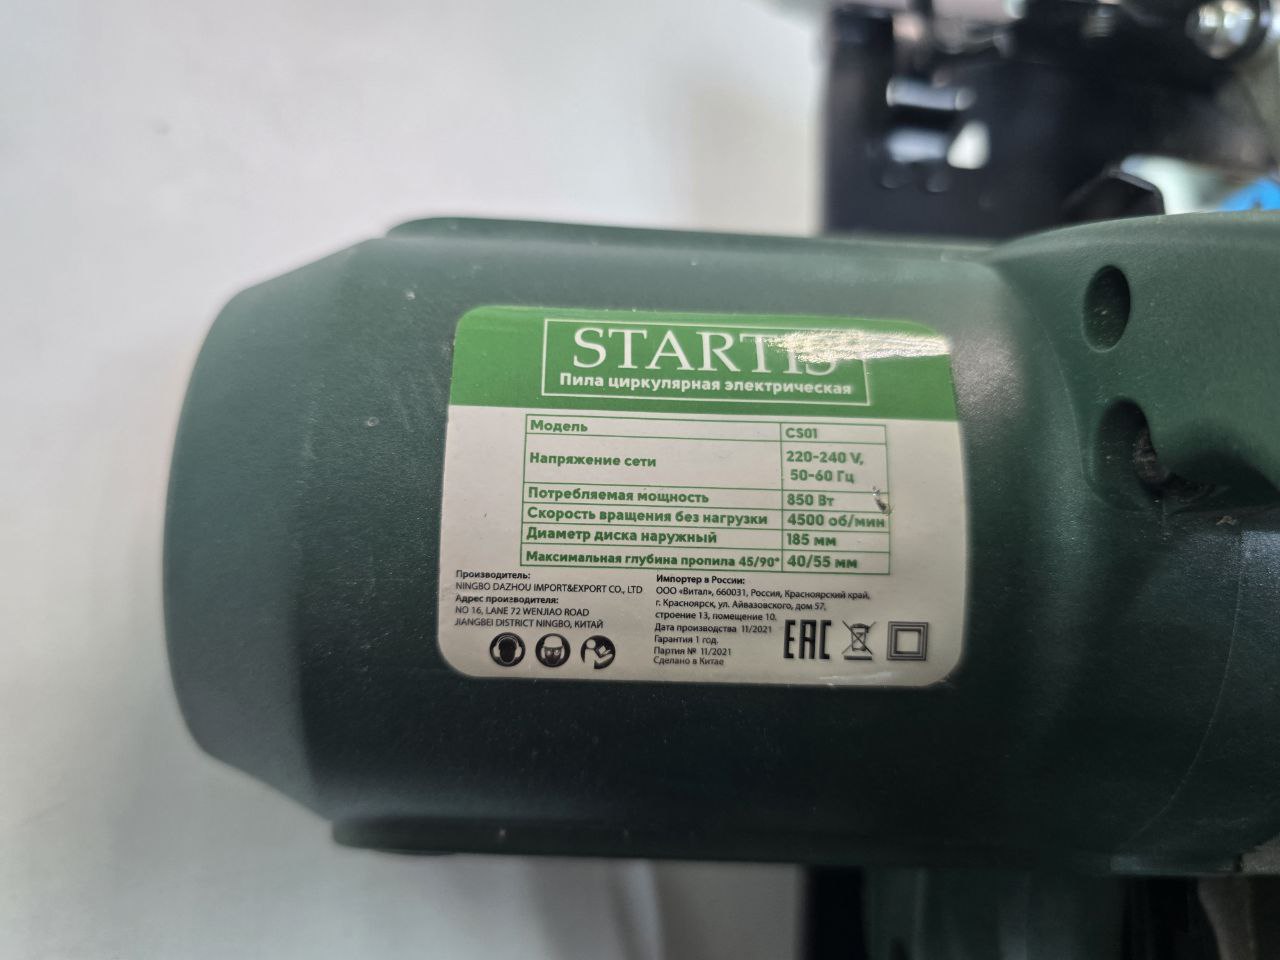 STARTIS
Пила циркулярная электрическая
Модель CS01
Напряжение сети 220-240 V,
50-60 Гц
Потребляемая мощность 850 Вт
Скорость вращения без нагрузки 4500 об/мин
Диаметр диска наружный 185 мм
Максимальная глубина пропила 45/90° 40/55 мм
Производитель:
NINGBO DAZHOU IMPORT&EXPORT CO., LTD
Адрес производителя:
NO 16, LANE 72 WENJIAO ROAD
JIANGBEI DISTRICT NINGBO, КИТАЙ
Импортер в России:
ООО «Витал», 660031, Россия, Красноярский край,
г. Красноярск, ул. Айвазовского, дом 57,
строение 13, помещение 10.
Дата производства 11/2021
Гарантия 1 год.
Партия № 11/2021
Сделано в Китае
EAC